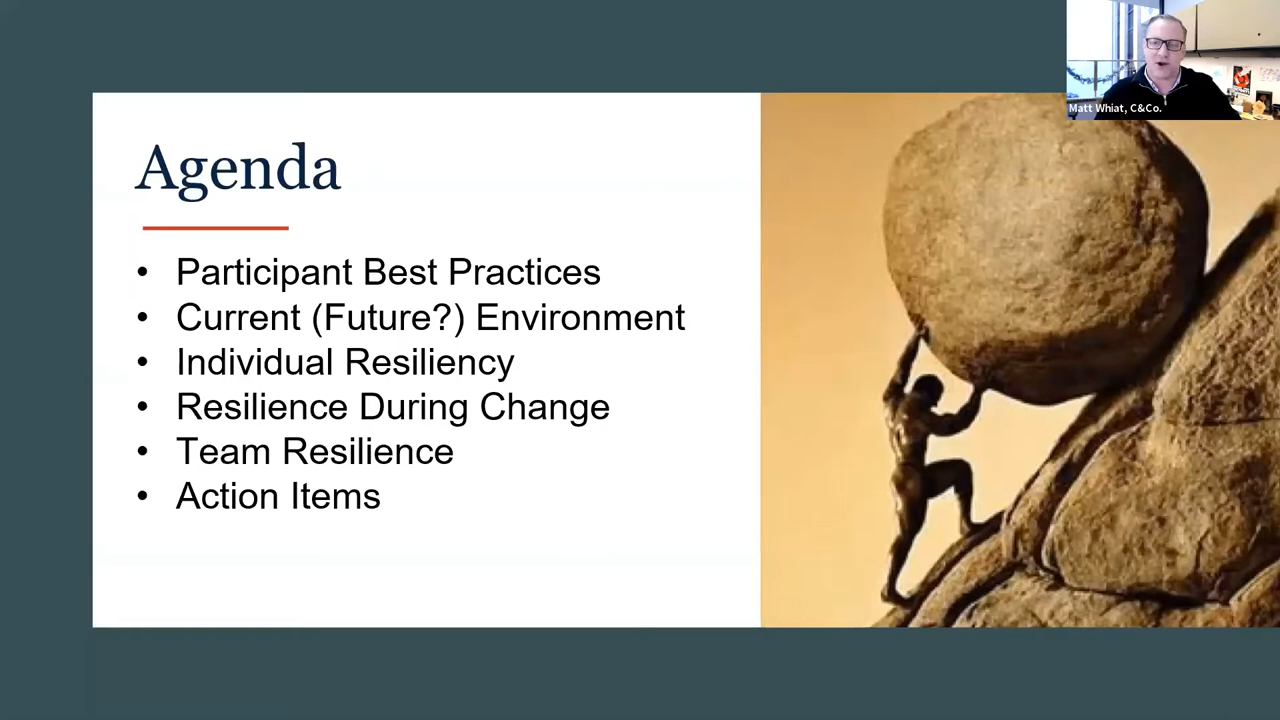 Matt Whiat, C&Co.
Agenda
• Participant Best Practices
• Current (Future?) Environment
• Individual Resiliency
• Resilience During Change
• Team Resilience
• Action Items